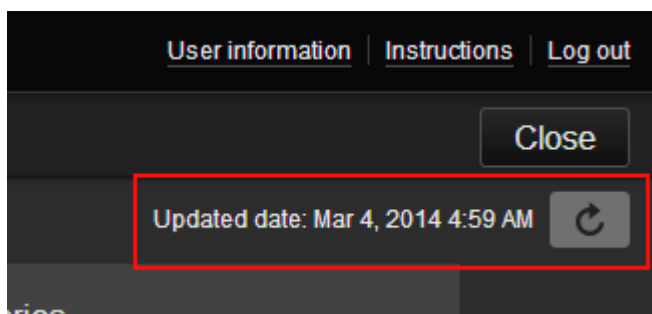 User information Instructions Log out
Close
Updated date: Mar 4, 2014 4:59 AM